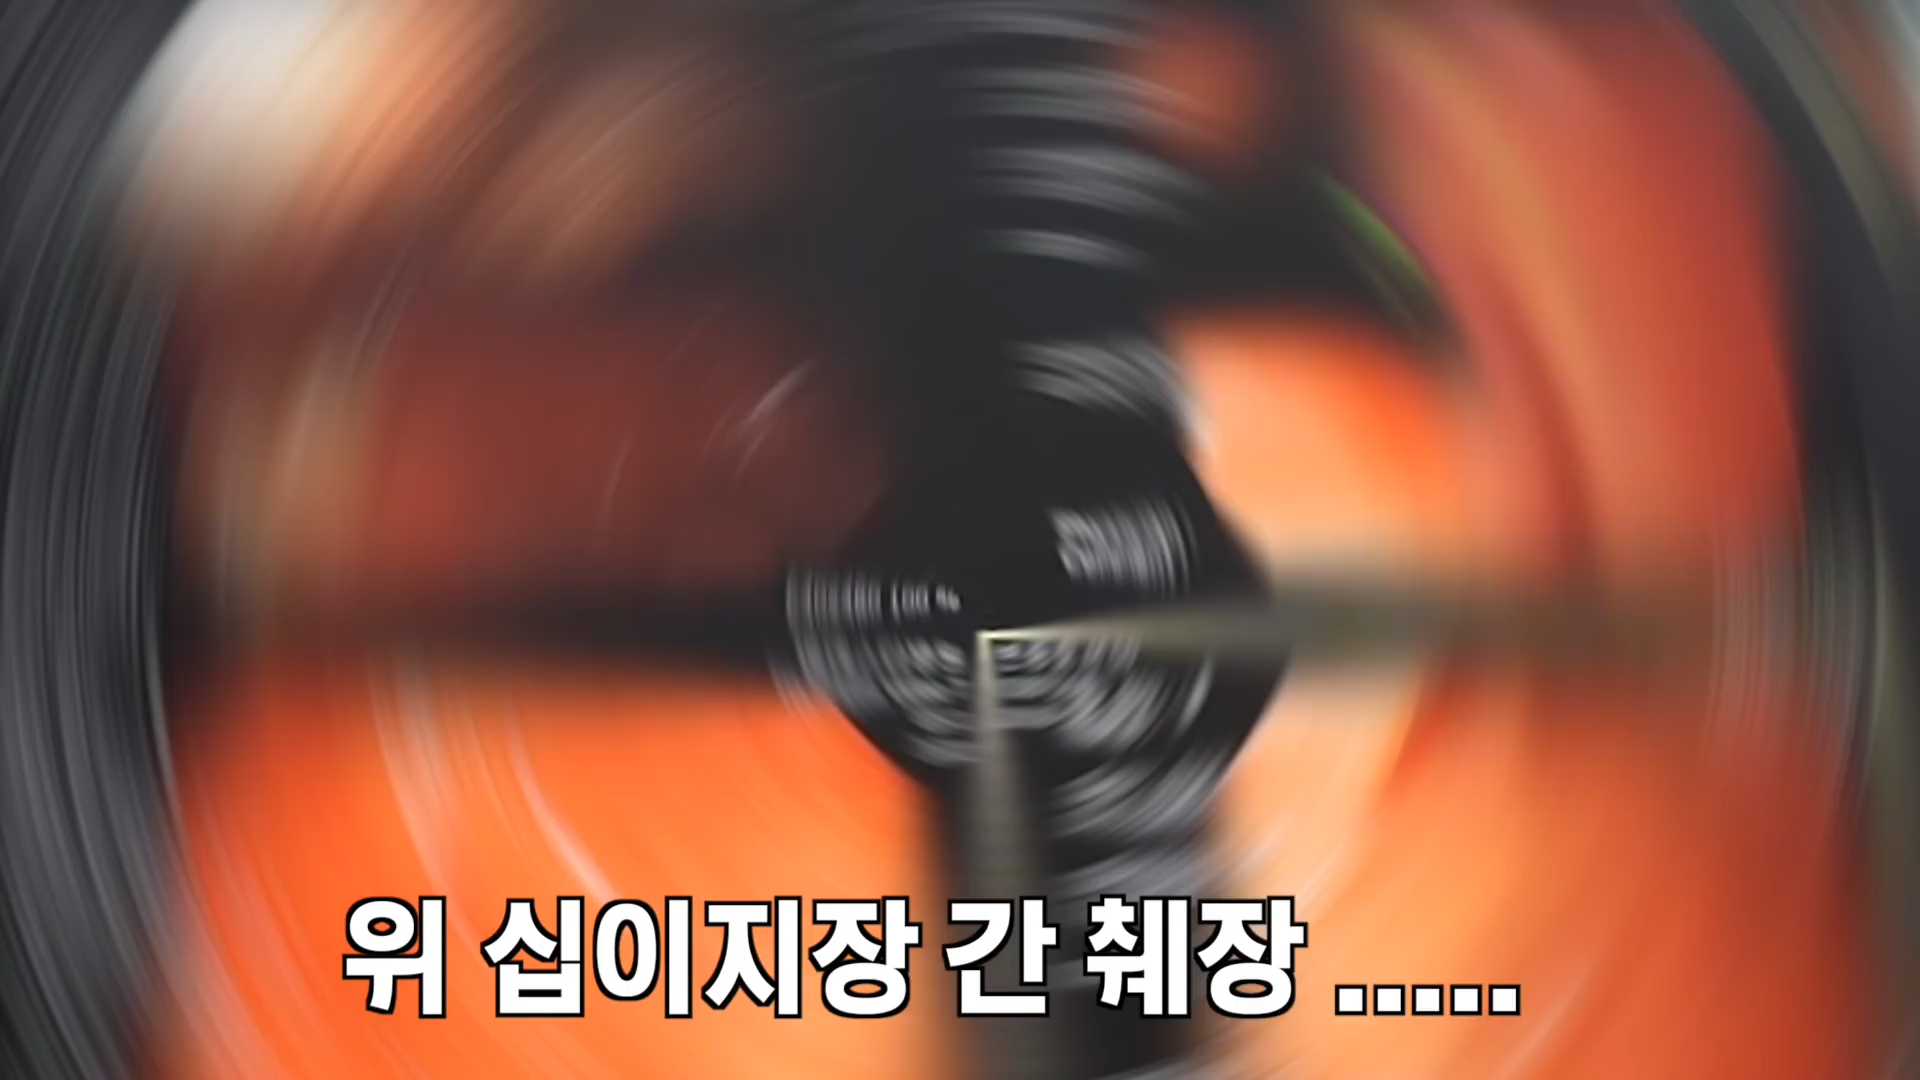 위 십이지장 간 췌장 .....